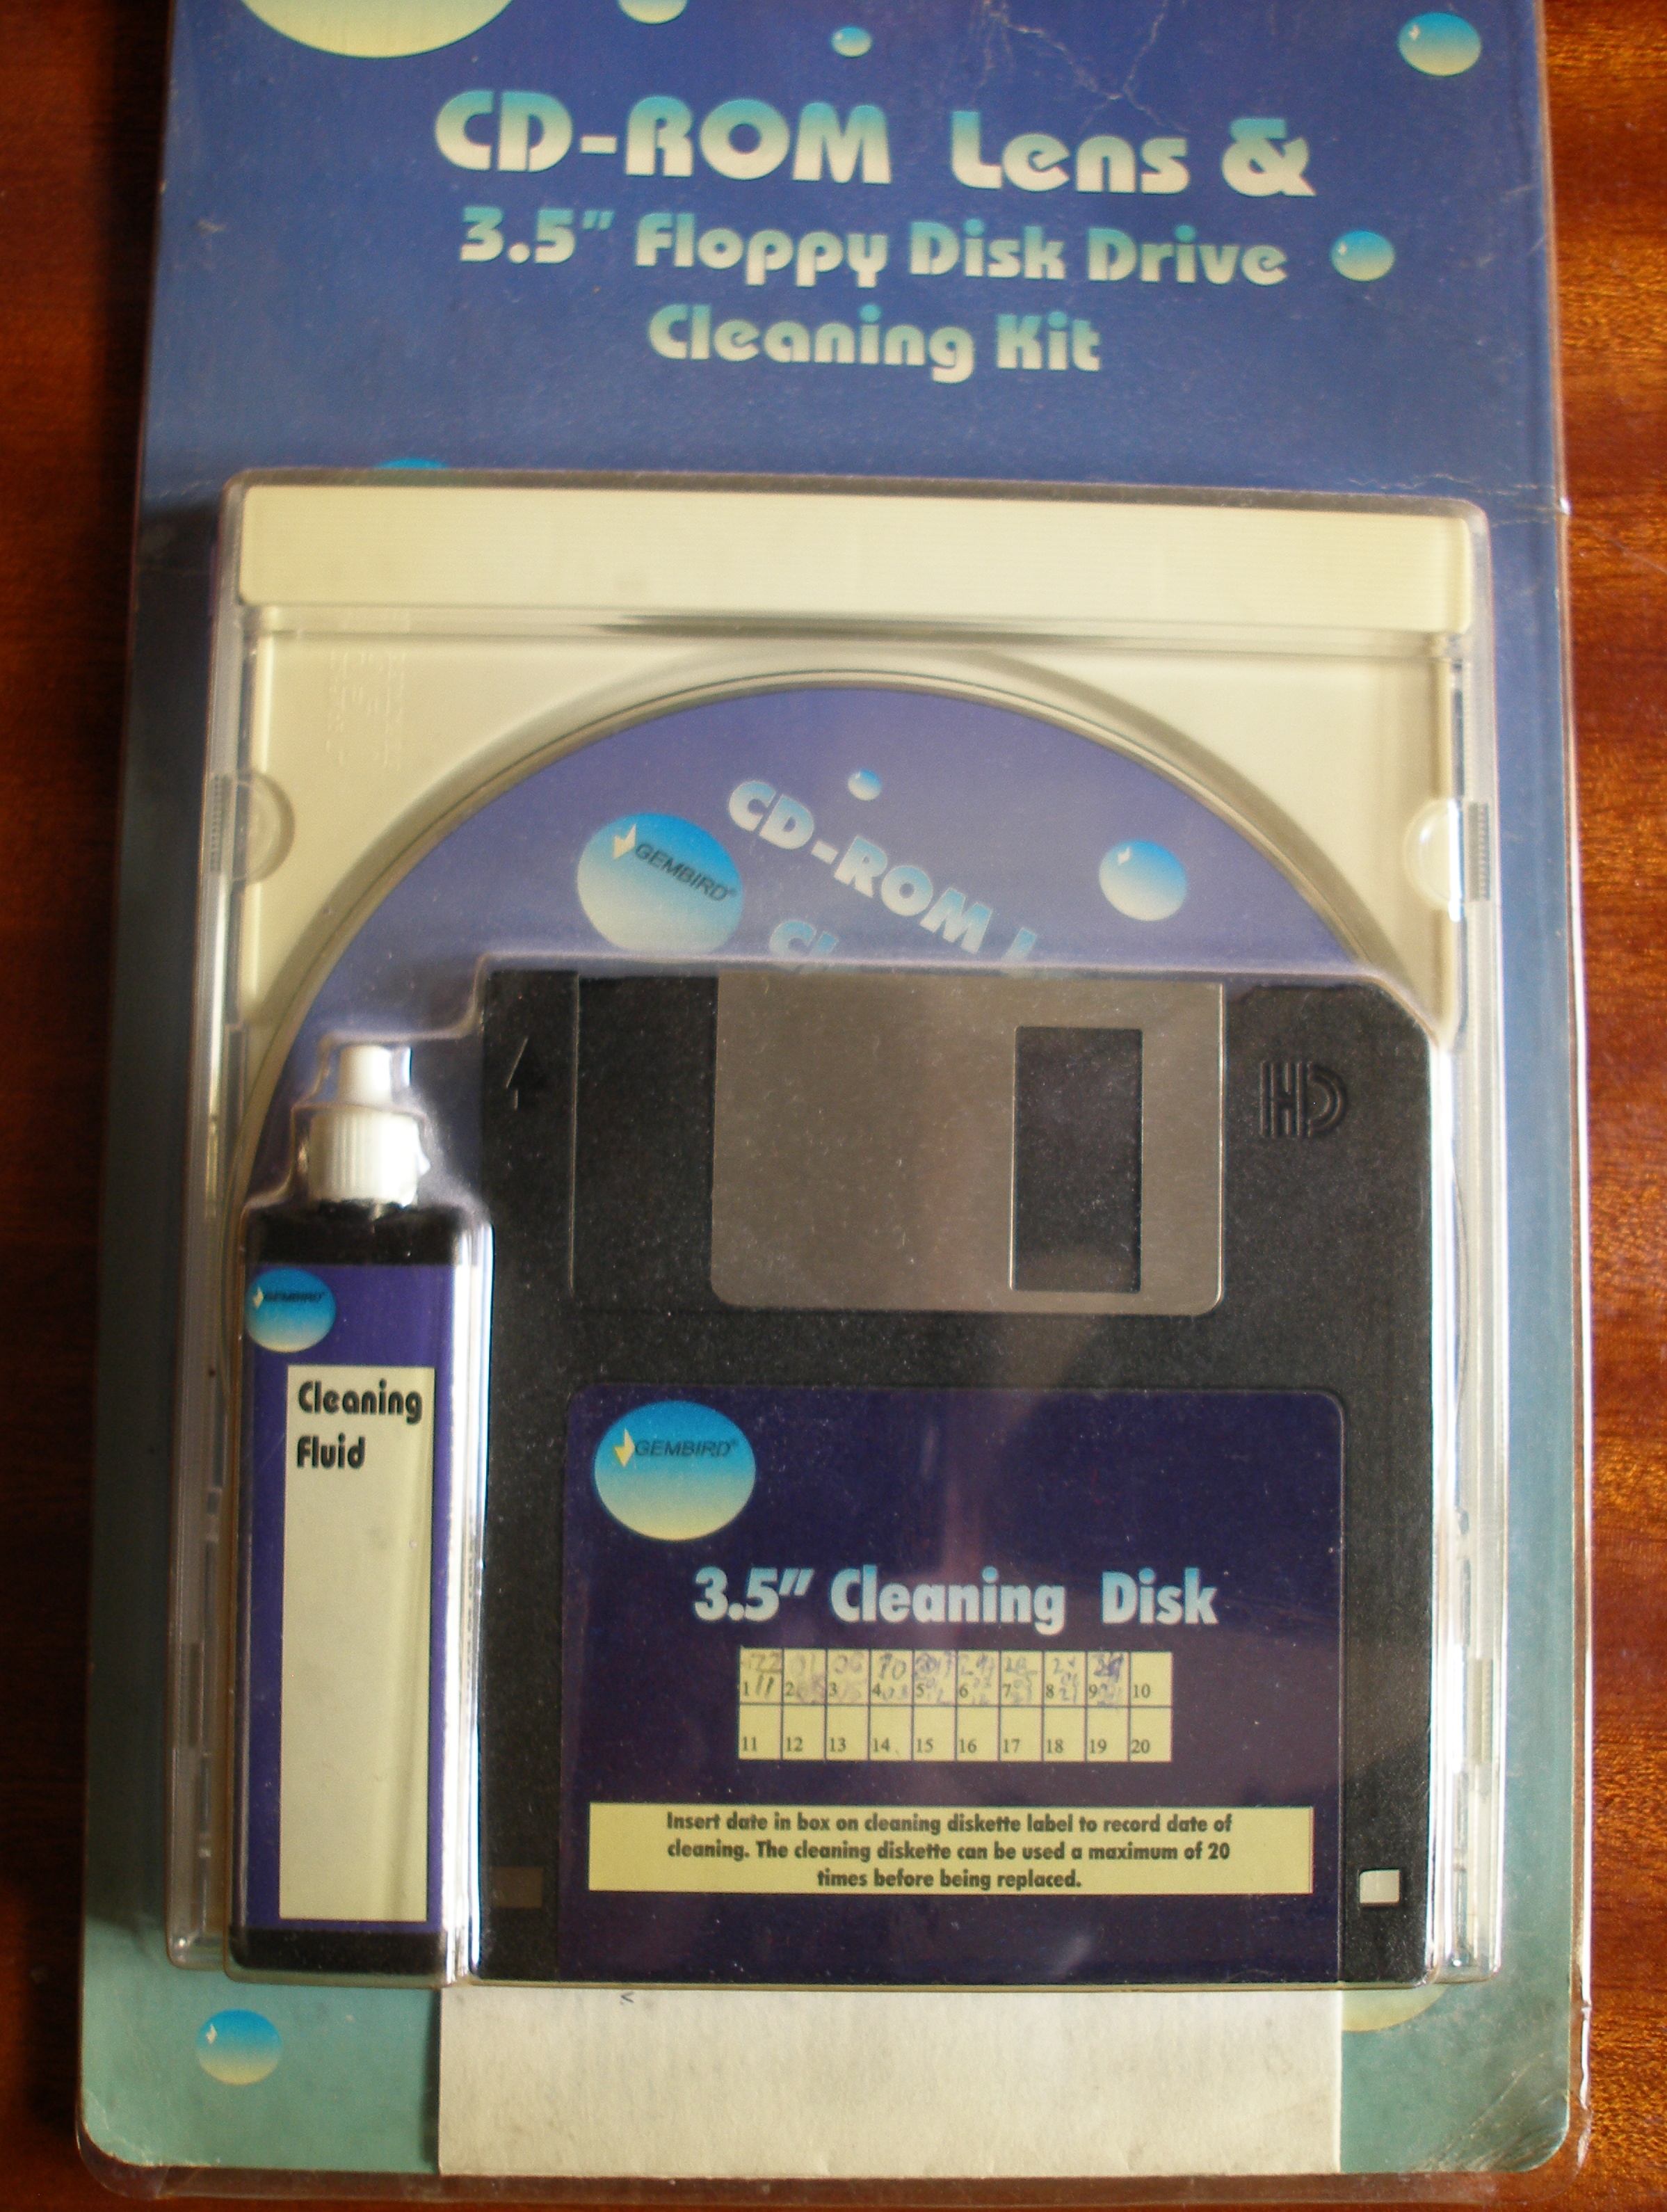 CD-ROM Lens &
3.5" Floppy Disk Drive
Cleaning Kit
GEMBIRD®
CD-ROM
HD
GEMBIRD®
Cleaning
Fluid
GEMBIRD®
3.5" Cleaning Disk
1 2 3 4 5 6 7 8 9 10
11 12 13 14 15 16 17 18 19 20
Insert date in box on cleaning diskette label to record date of
cleaning. The cleaning diskette can be used a maximum of 20
times before being replaced.